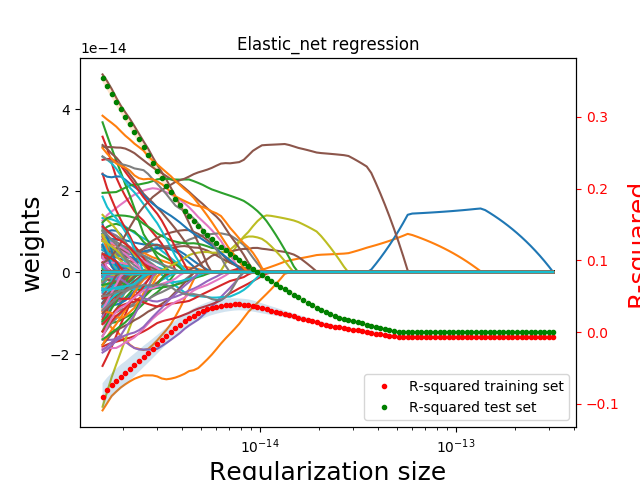 Elastic_net regression
1e−14
4
2
0
−2
weights
0.3
0.2
0.1
0.0
−0.1
R-squared
R-squared training set
R-squared test set
10⁻¹⁴
10⁻¹³
Regularization size